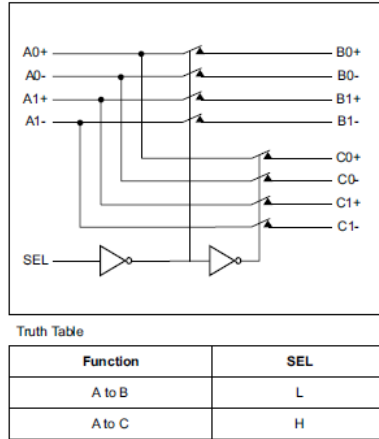 A0+ B0+
A0- B0-
A1+ B1+
A1- B1-
C0+
C0-
C1+
C1-
SEL
Truth Table
Function SEL
A to B L
A to C H